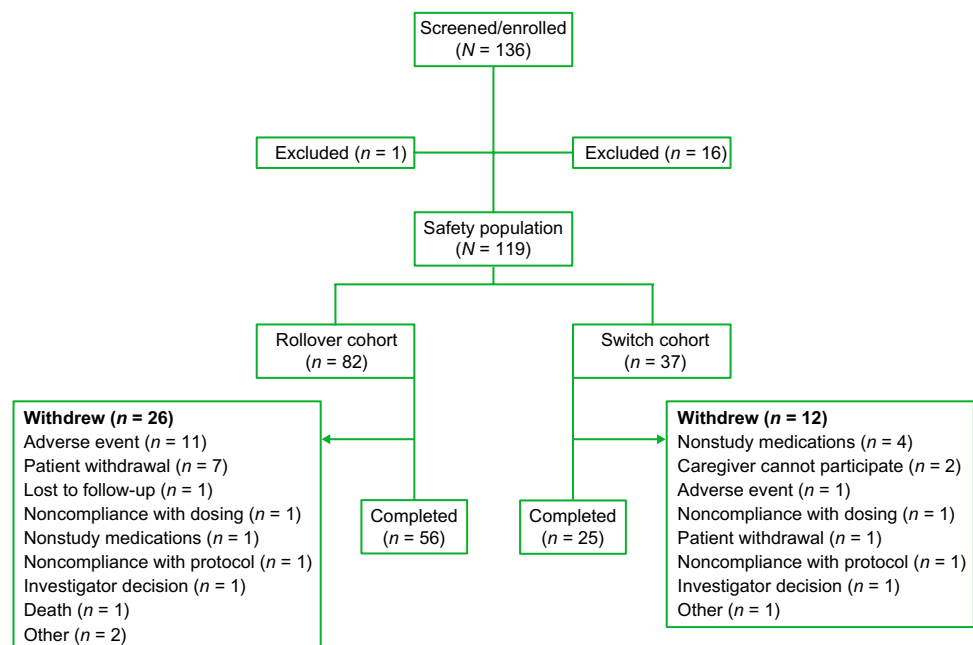 Screened/enrolled
(N = 136)
Excluded (n = 1)
Excluded (n = 16)
Safety population
(N = 119)
Rollover cohort
(n = 82)
Switch cohort
(n = 37)
Withdrew (n = 26)
Adverse event (n = 11)
Patient withdrawal (n = 7)
Lost to follow-up (n = 1)
Noncompliance with dosing (n = 1)
Nonstudy medications (n = 1)
Noncompliance with protocol (n = 1)
Investigator decision (n = 1)
Death (n = 1)
Other (n = 2)
Completed
(n = 56)
Completed
(n = 25)
Withdrew (n = 12)
Nonstudy medications (n = 4)
Caregiver cannot participate (n = 2)
Adverse event (n = 1)
Noncompliance with dosing (n = 1)
Patient withdrawal (n = 1)
Noncompliance with protocol (n = 1)
Investigator decision (n = 1)
Other (n = 1)